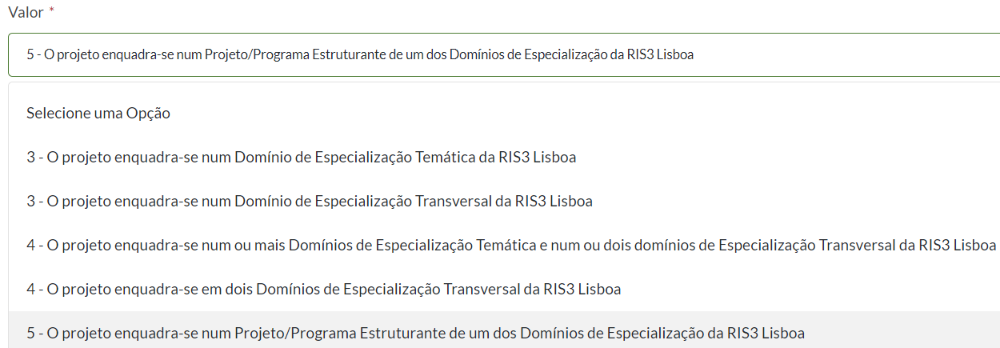 Valor *
5 - O projeto enquadra-se num Projeto/Programa Estruturante de um dos Domínios de Especialização da RIS3 Lisboa
Selecione uma Opção
3 - O projeto enquadra-se num Domínio de Especialização Temática da RIS3 Lisboa
3 - O projeto enquadra-se num Domínio de Especialização Transversal da RIS3 Lisboa
4 - O projeto enquadra-se num ou mais Domínios de Especialização Temática e num ou dois domínios de Especialização Transversal da RIS3 Lisboa
4 - O projeto enquadra-se em dois Domínios de Especialização Transversal da RIS3 Lisboa
5 - O projeto enquadra-se num Projeto/Programa Estruturante de um dos Domínios de Especialização da RIS3 Lisboa